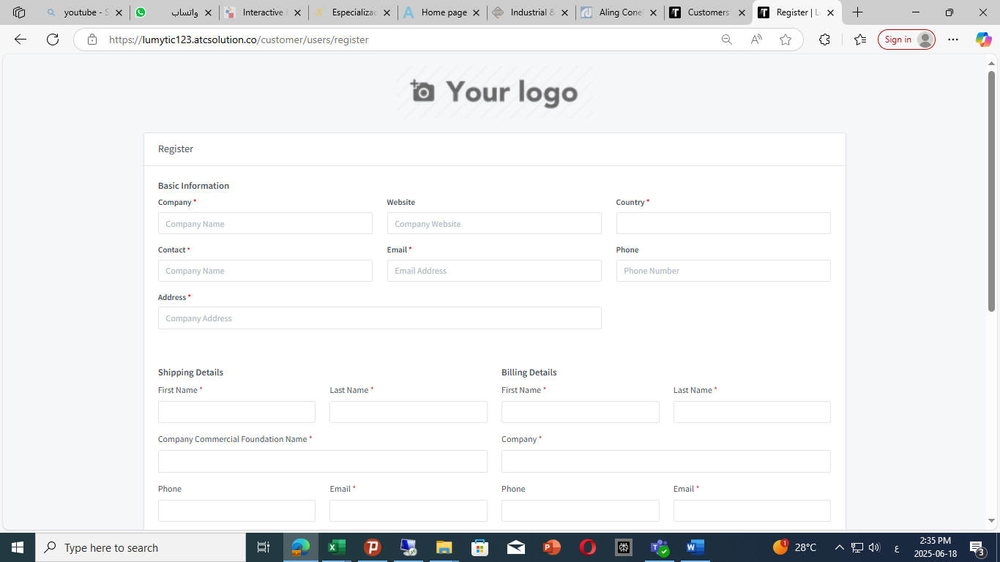 youtube - S
واتساب
Interactive
Especializac
Home page
Industrial &
Aling Cone
Customers
Register | L
https://lumytic123.atcsolution.co/customer/users/register
Sign in
Your logo
Register
Basic Information
Company * Website Country *
Company Name Company Website
Contact * Email * Phone
Company Name Email Address Phone Number
Address *
Company Address
Shipping Details Billing Details
First Name * Last Name * First Name * Last Name *
Company Commercial Foundation Name * Company *
Phone Email * Phone Email *
Type here to search
1
28°C
ع
2:35 PM
2025-06-18
3